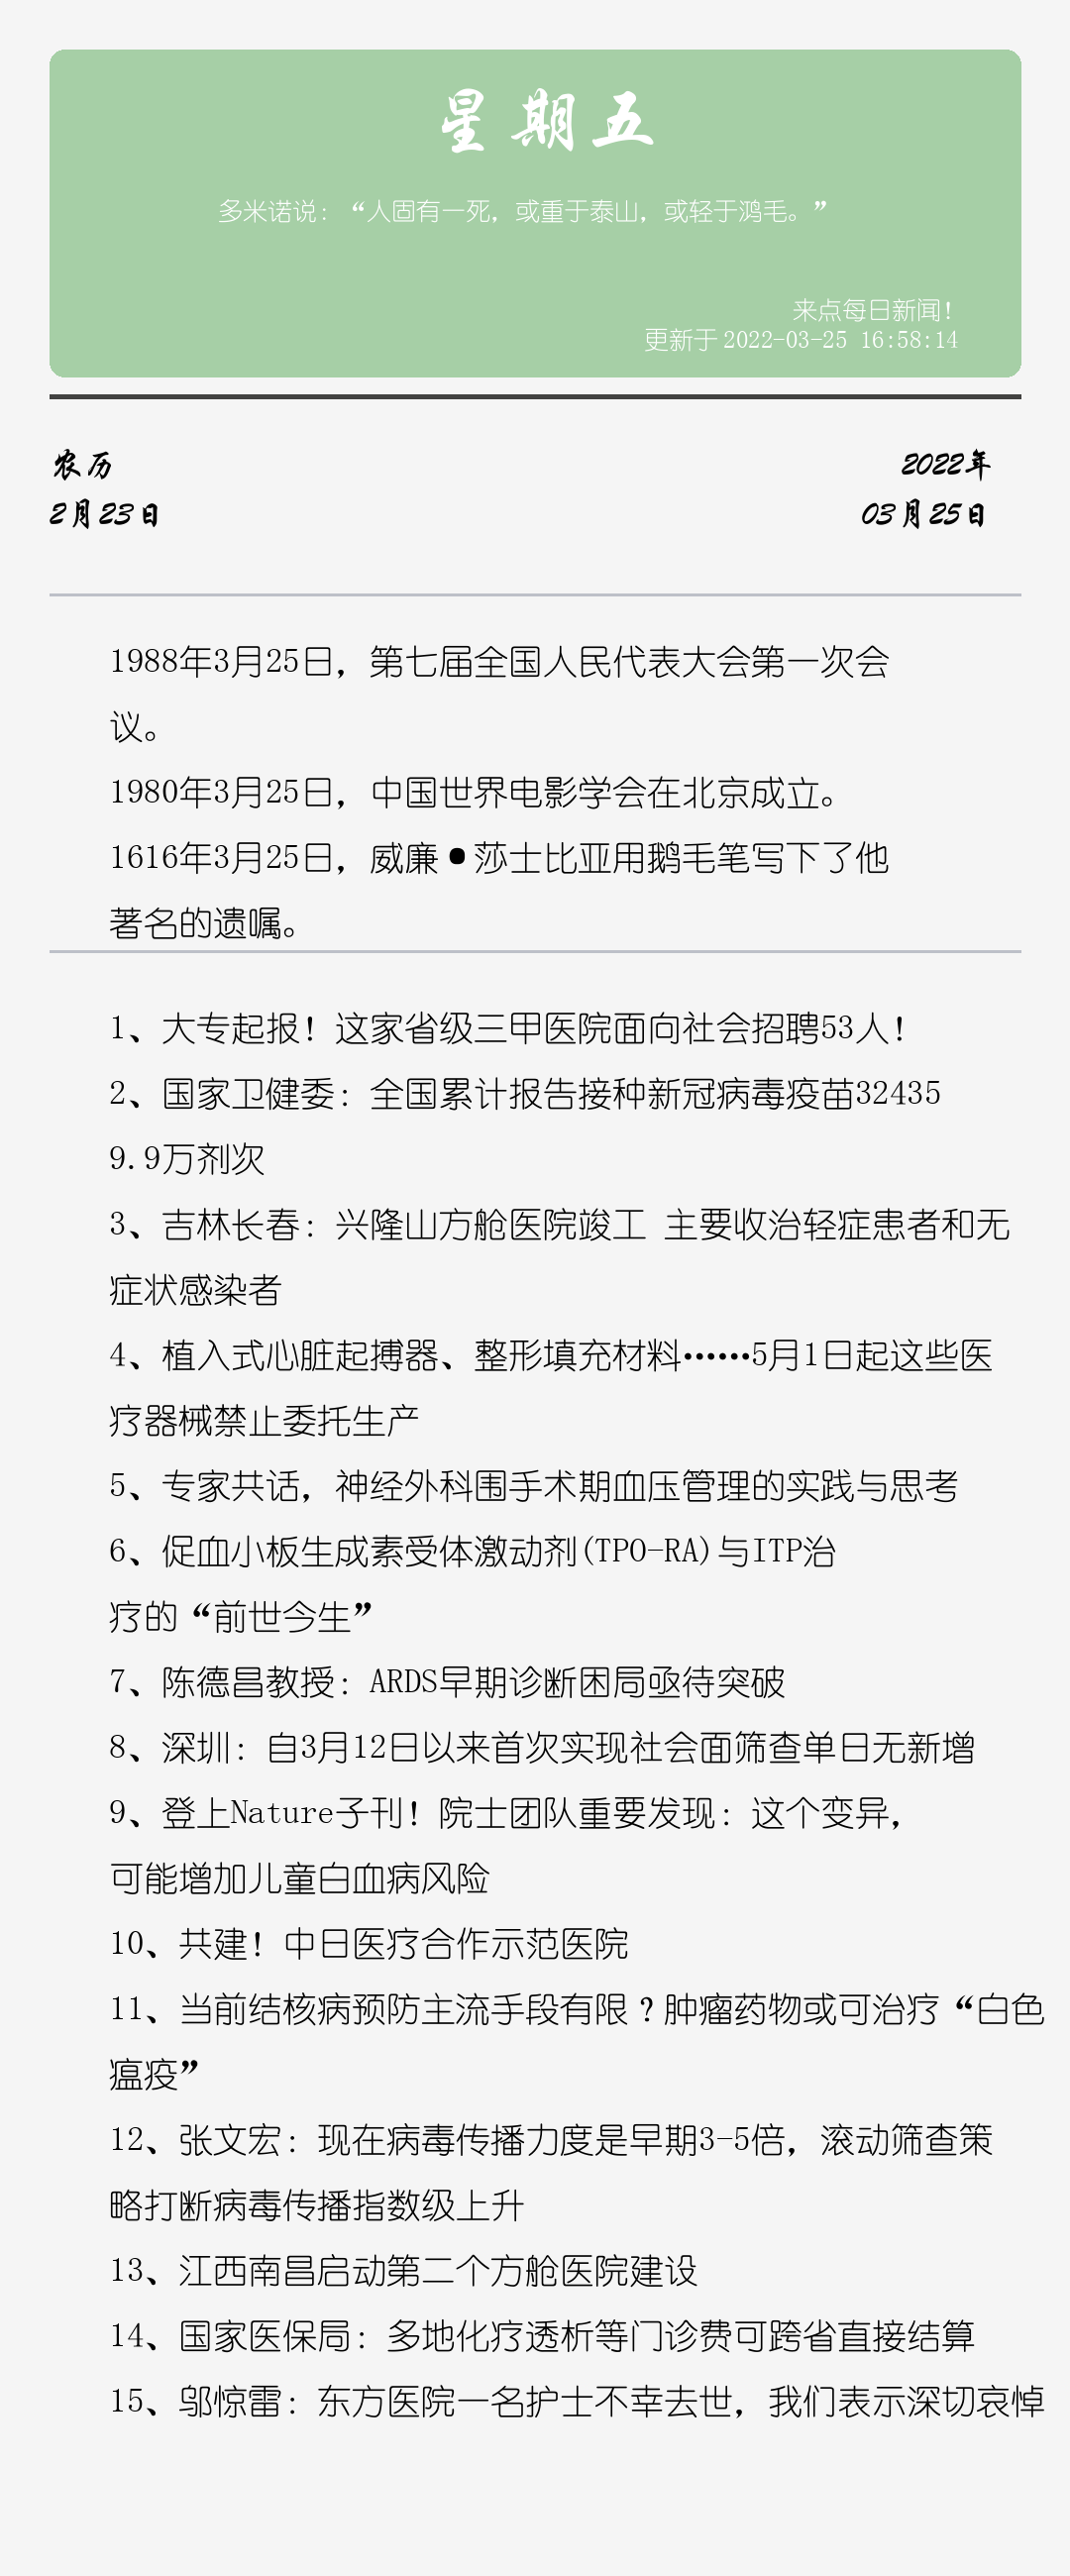 星期五
多米诺说：“人固有一死，或重于泰山，或轻于鸿毛。”
来点每日新闻！
更新于 2022-03-25 16:58:14
农历
2022年
2月23日
03月25日
1988年3月25日，第七届全国人民代表大会第一次会
议。
1980年3月25日，中国世界电影学会在北京成立。
1616年3月25日，威廉•莎士比亚用鹅毛笔写下了他
著名的遗嘱。
1、大专起报！这家省级三甲医院面向社会招聘53人！
2、国家卫健委：全国累计报告接种新冠病毒疫苗32435
9.9万剂次
3、吉林长春：兴隆山方舱医院竣工 主要收治轻症患者和无
症状感染者
4、植入式心脏起搏器、整形填充材料……5月1日起这些医
疗器械禁止委托生产
5、专家共话，神经外科围手术期血压管理的实践与思考
6、促血小板生成素受体激动剂(TPO-RA)与ITP治
疗的“前世今生”
7、陈德昌教授：ARDS早期诊断困局亟待突破
8、深圳：自3月12日以来首次实现社会面筛查单日无新增
9、登上Nature子刊！院士团队重要发现：这个变异，
可能增加儿童白血病风险
10、共建！中日医疗合作示范医院
11、当前结核病预防主流手段有限？肿瘤药物或可治疗“白色
瘟疫”
12、张文宏：现在病毒传播力度是早期3-5倍，滚动筛查策
略打断病毒传播指数级上升
13、江西南昌启动第二个方舱医院建设
14、国家医保局：多地化疗透析等门诊费可跨省直接结算
15、邬惊雷：东方医院一名护士不幸去世，我们表示深切哀悼